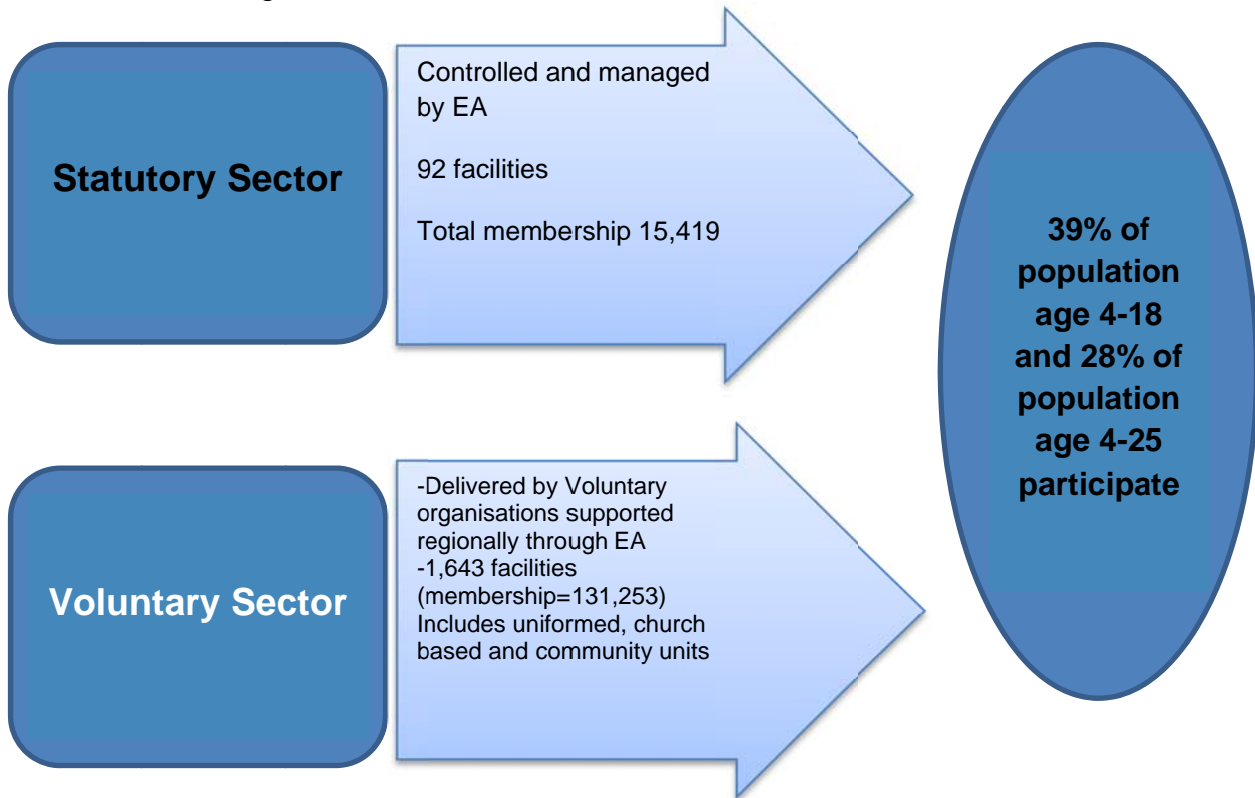 Statutory Sector
Controlled and managed
by EA
92 facilities
Total membership 15,419
Voluntary Sector
-Delivered by Voluntary
organisations supported
regionally through EA
-1,643 facilities
(membership=131,253)
Includes uniformed, church
based and community units
39% of
population
age 4-18
and 28% of
population
age 4-25
participate